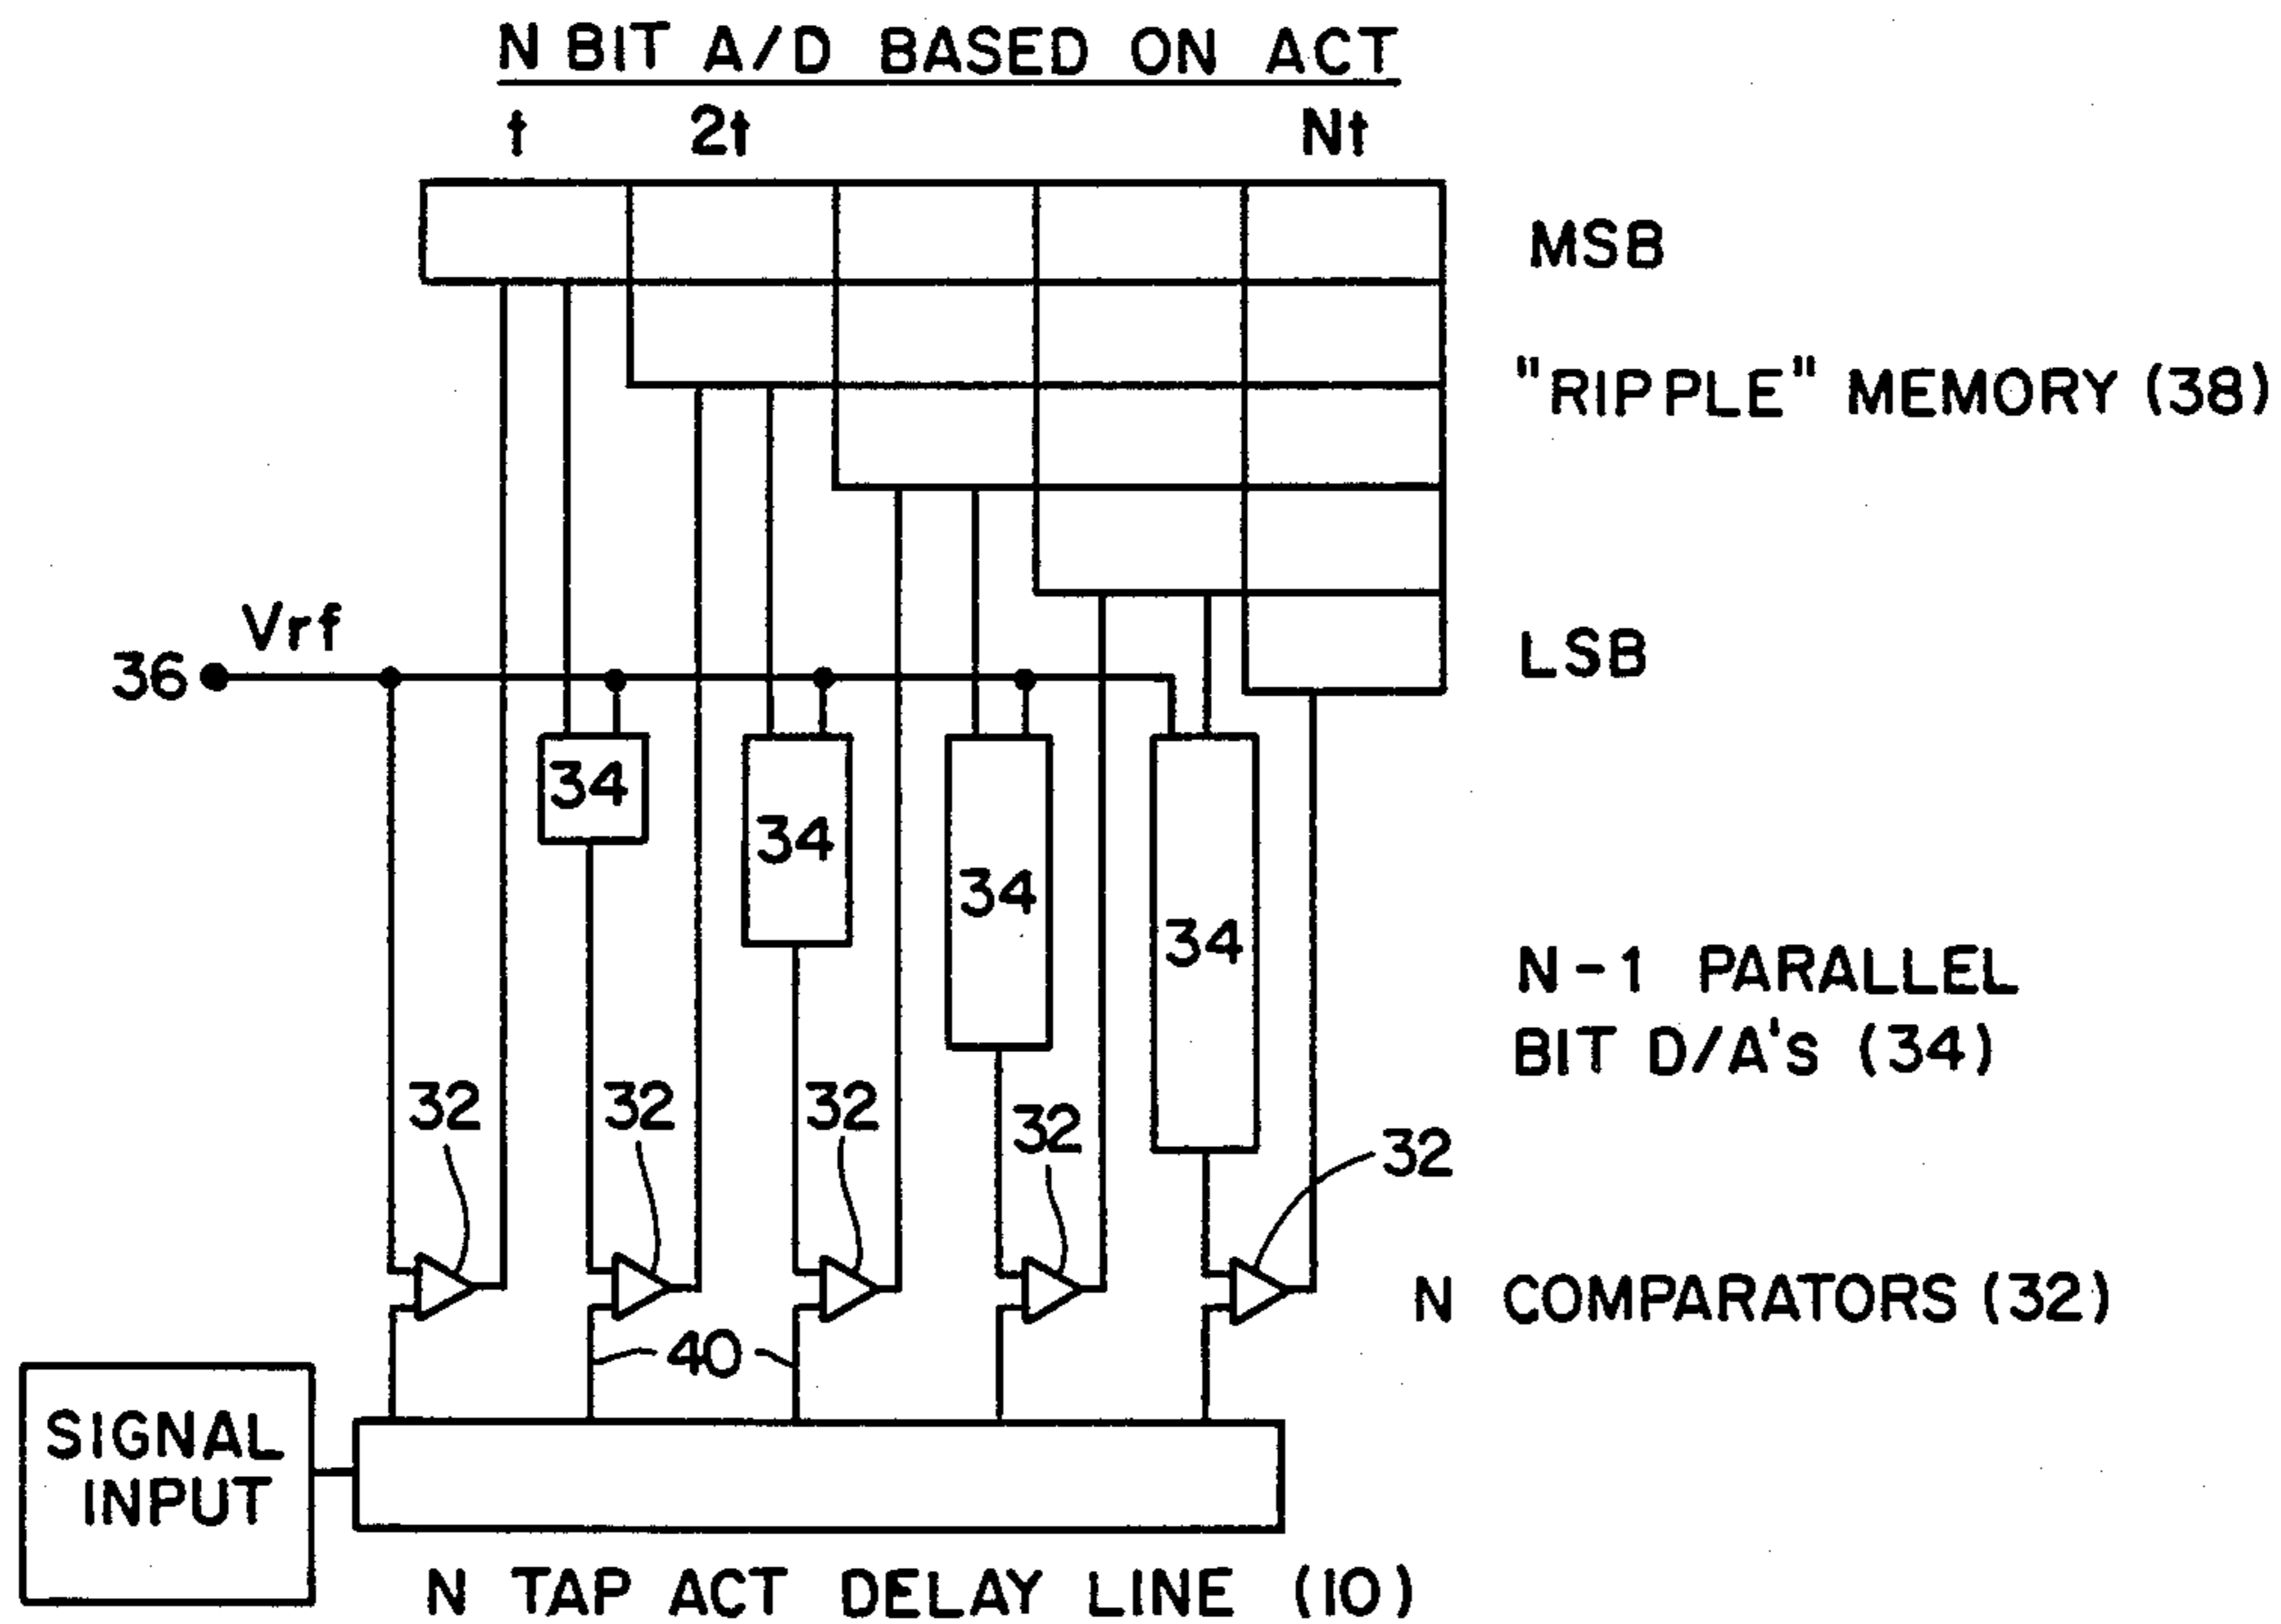 N BIT A/D BASED ON ACT
t 2t Nt
MSB
"RIPPLE" MEMORY (38)
Vrf
36
LSB
34
34
34
34
N-1 PARALLEL
BIT D/A's (34)
32 32 32 32 32
N COMPARATORS (32)
40
SIGNAL
INPUT
N TAP ACT DELAY LINE (10)